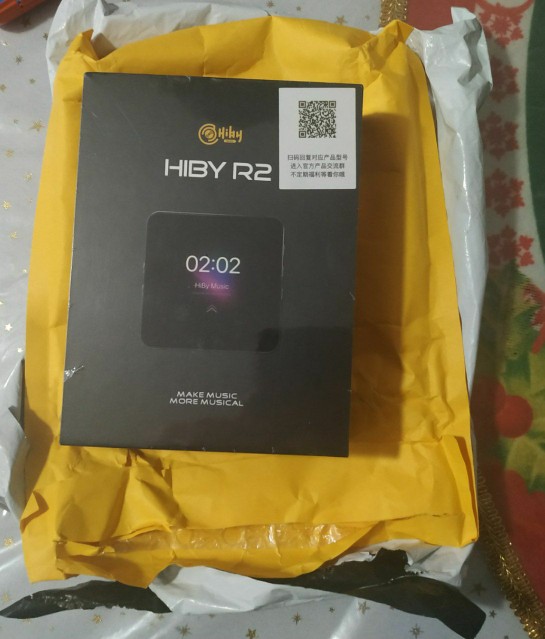 HiBy
扫码回复对应产品型号
进入官方产品交流群
不定期福利等着你哦
HIBY R2
02:02
HiBy Music
MAKE MUSIC
MORE MUSICAL